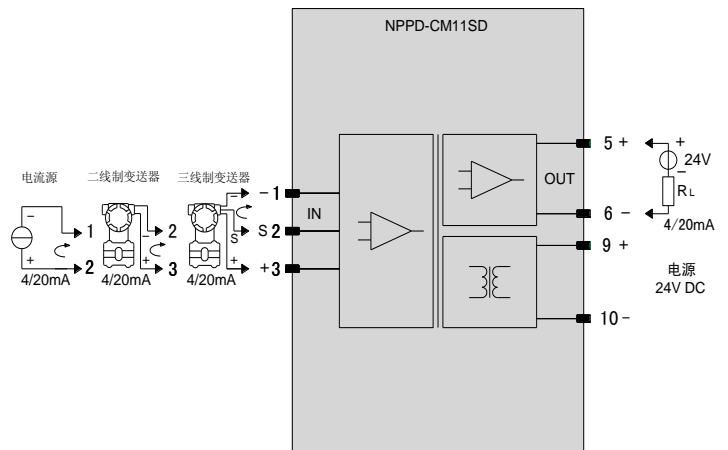 NPPD-CM11SD
电流源
二线制变送器
三线制变送器
− 1
+ 2
4/20mA
− 2
+ 3
4/20mA
− − 1
S S 2
+ + 3
4/20mA
IN
OUT
5 +
6 −
9 +
10 −
+
24V
−
RL
4/20mA
电源
24V DC